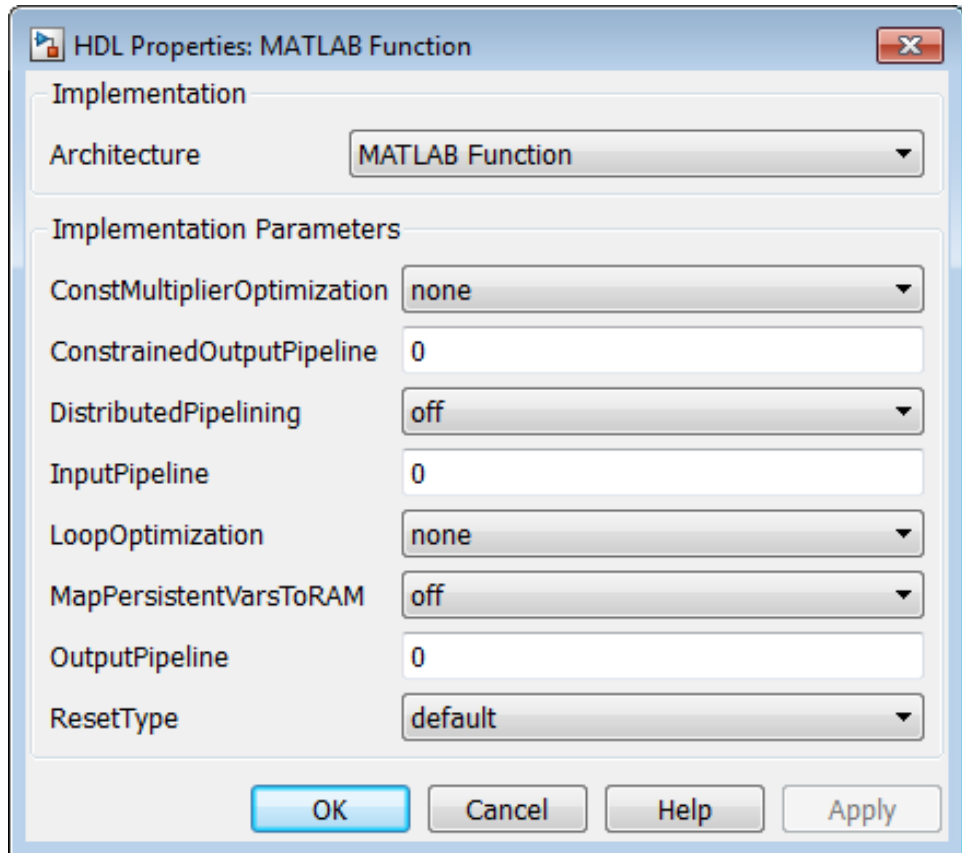 HDL Properties: MATLAB Function
Implementation
Architecture MATLAB Function
Implementation Parameters
ConstMultiplierOptimization none
ConstrainedOutputPipeline 0
DistributedPipelining off
InputPipeline 0
LoopOptimization none
MapPersistentVarsToRAM off
OutputPipeline 0
ResetType default
OK Cancel Help Apply